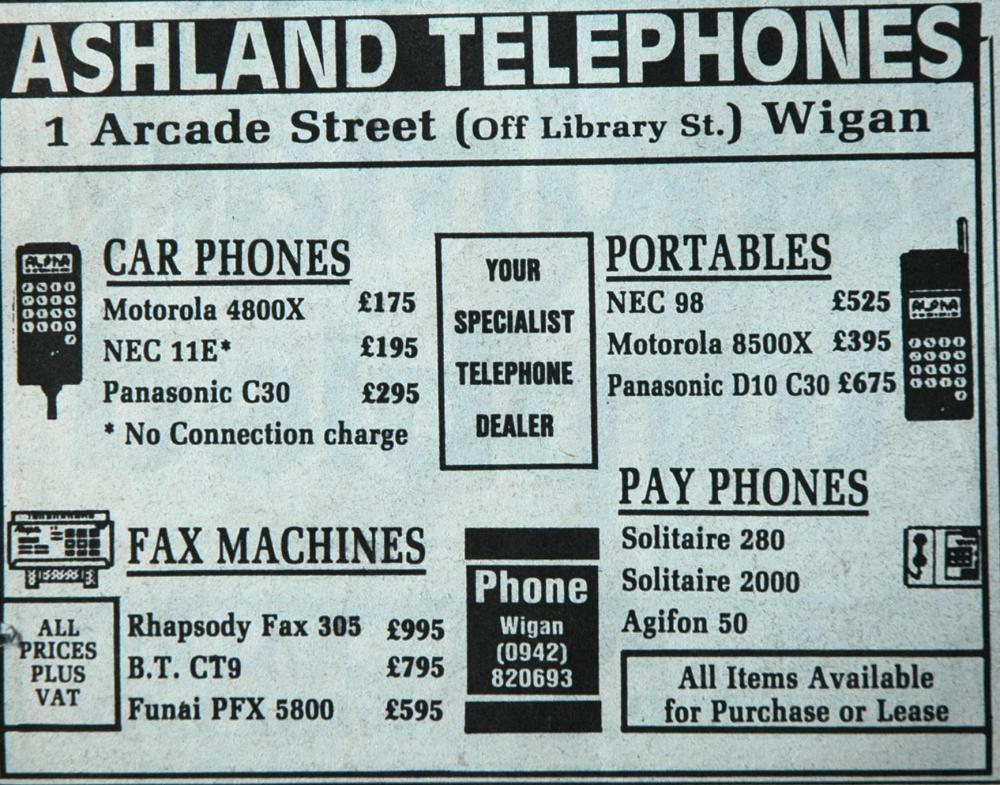 ASHLAND TELEPHONES
1 Arcade Street (Off Library St.) Wigan
ALPHA
CAR PHONES
Motorola 4800X £175
NEC 11E* £195
Panasonic C30 £295
* No Connection charge
YOUR
SPECIALIST
TELEPHONE
DEALER
PORTABLES
NEC 98 £525
Motorola 8500X £395
Panasonic D10 C30 £675
ALPHA
FAX MACHINES
Rhapsody Fax 305 £995
B.T. CT9 £795
Funai PFX 5800 £595
ALL
PRICES
PLUS
VAT
Phone
Wigan
(0942)
820693
PAY PHONES
Solitaire 280
Solitaire 2000
Agifon 50
All Items Available
for Purchase or Lease